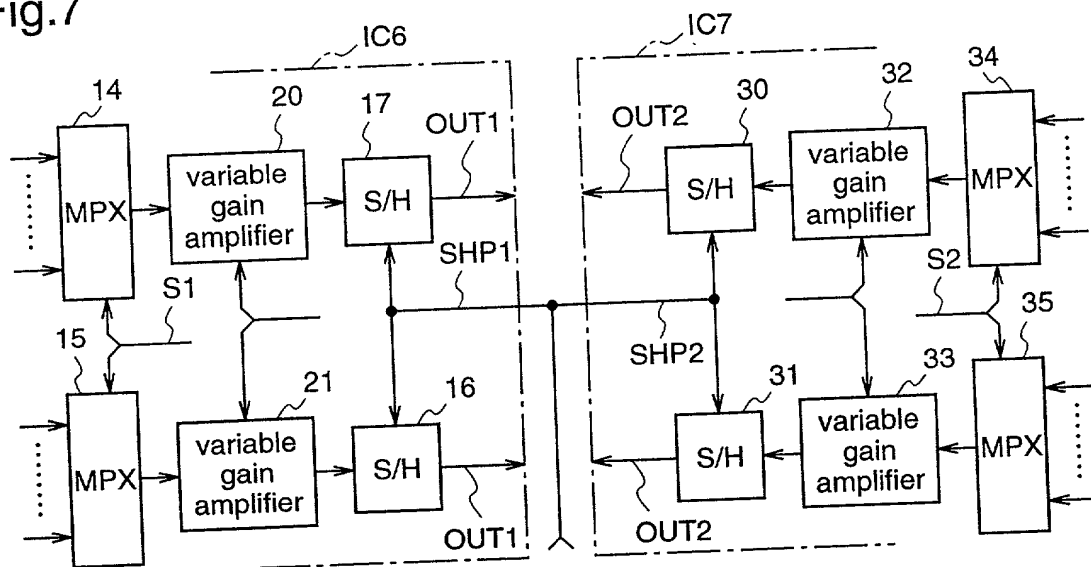 Fig.7
IC6
IC7
14
20
17
OUT1
OUT2
30
32
34
MPX
variable
gain
amplifier
S/H
S/H
variable
gain
amplifier
MPX
SHP1
S1
S2
15
SHP2
35
21
16
31
33
MPX
variable
gain
amplifier
S/H
S/H
variable
gain
amplifier
MPX
OUT1
OUT2